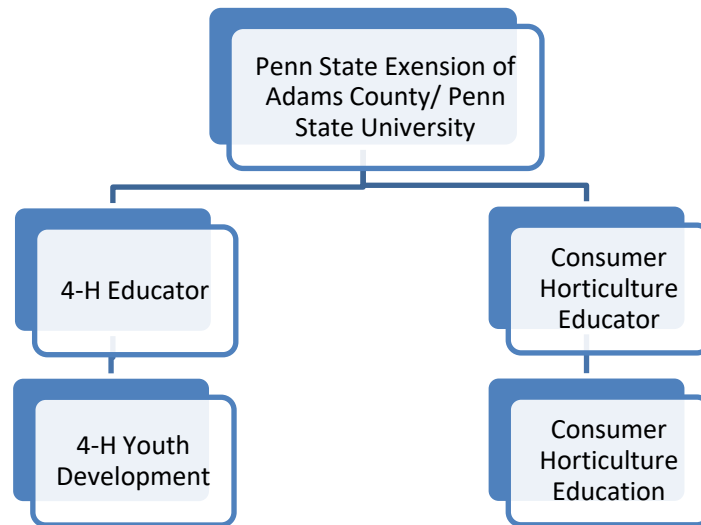 Penn State Exension of
Adams County/ Penn
State University
4-H Educator
Consumer
Horticulture
Educator
4-H Youth
Development
Consumer
Horticulture
Education